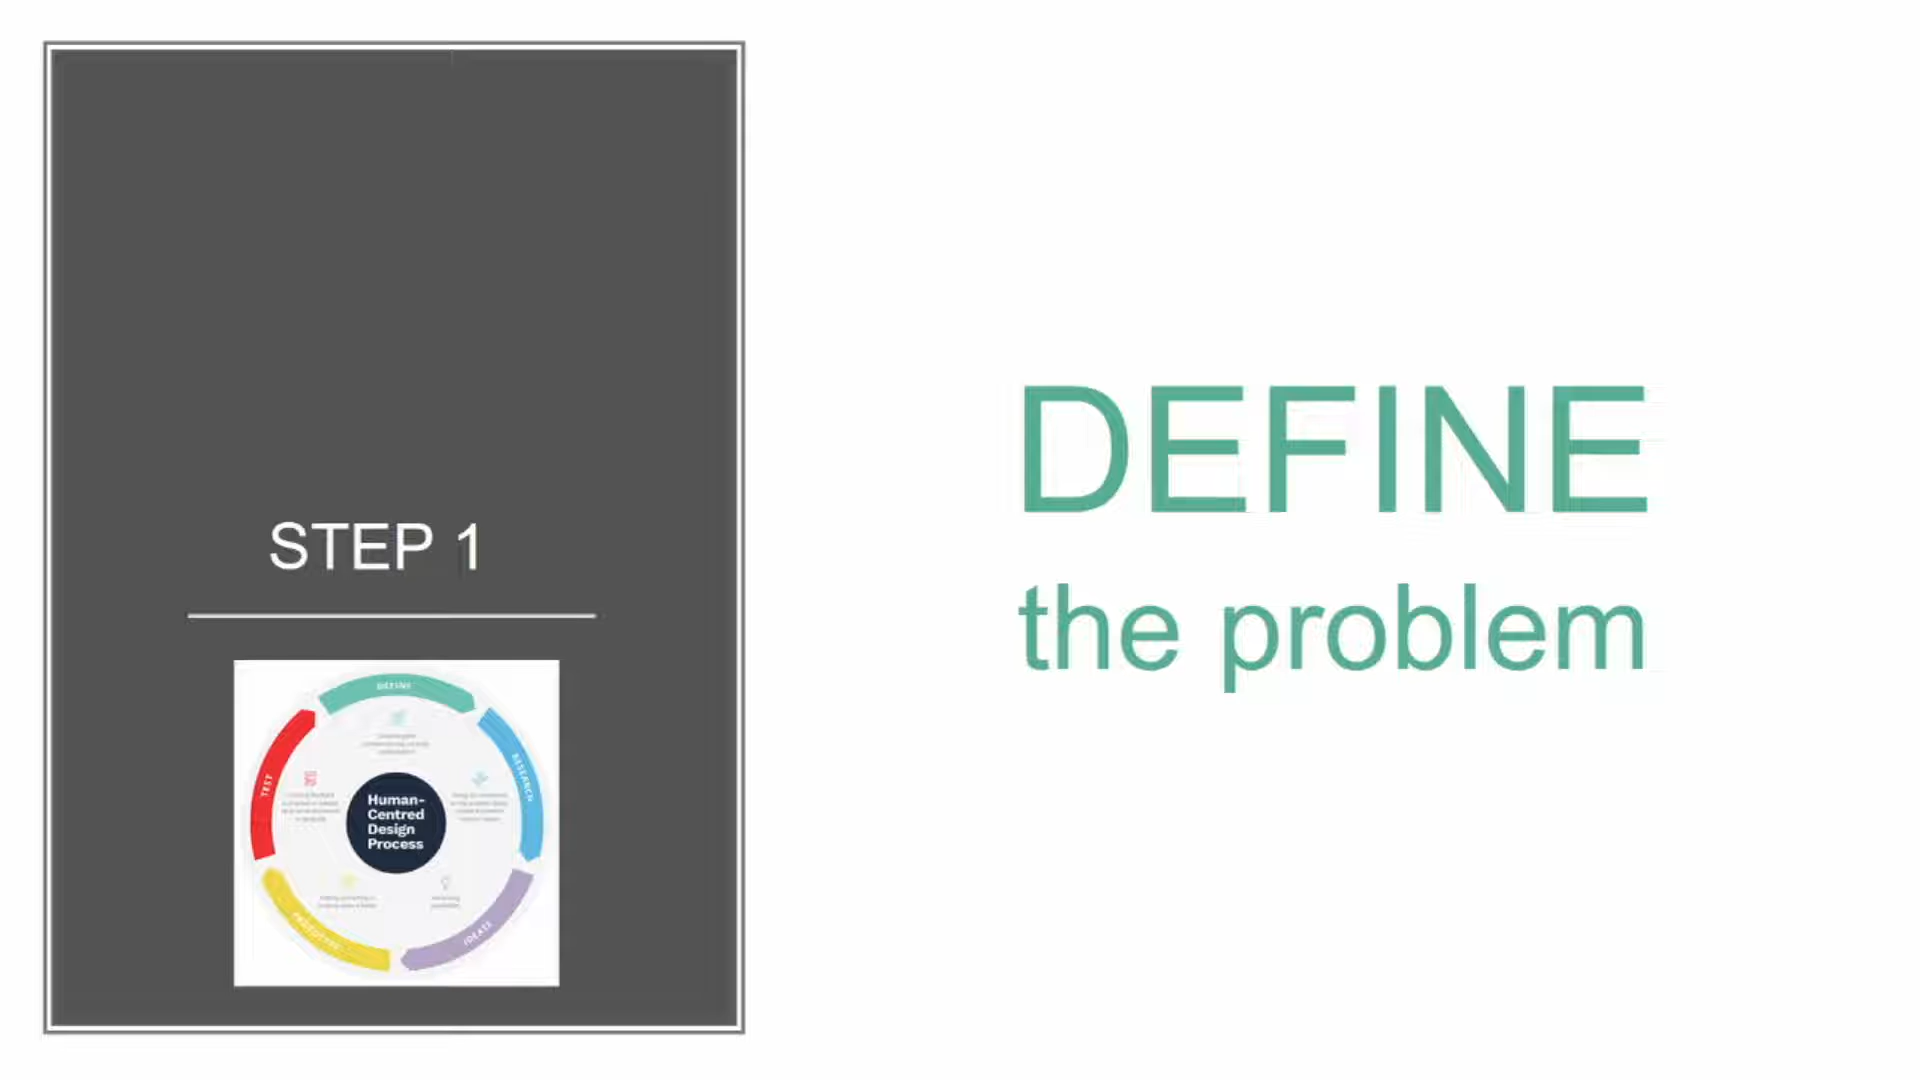 STEP 1
DEFINE
the problem
DEFINE
RESEARCH
IDEATE
PROTOTYPE
TEST
Human-
Centred
Design
Process